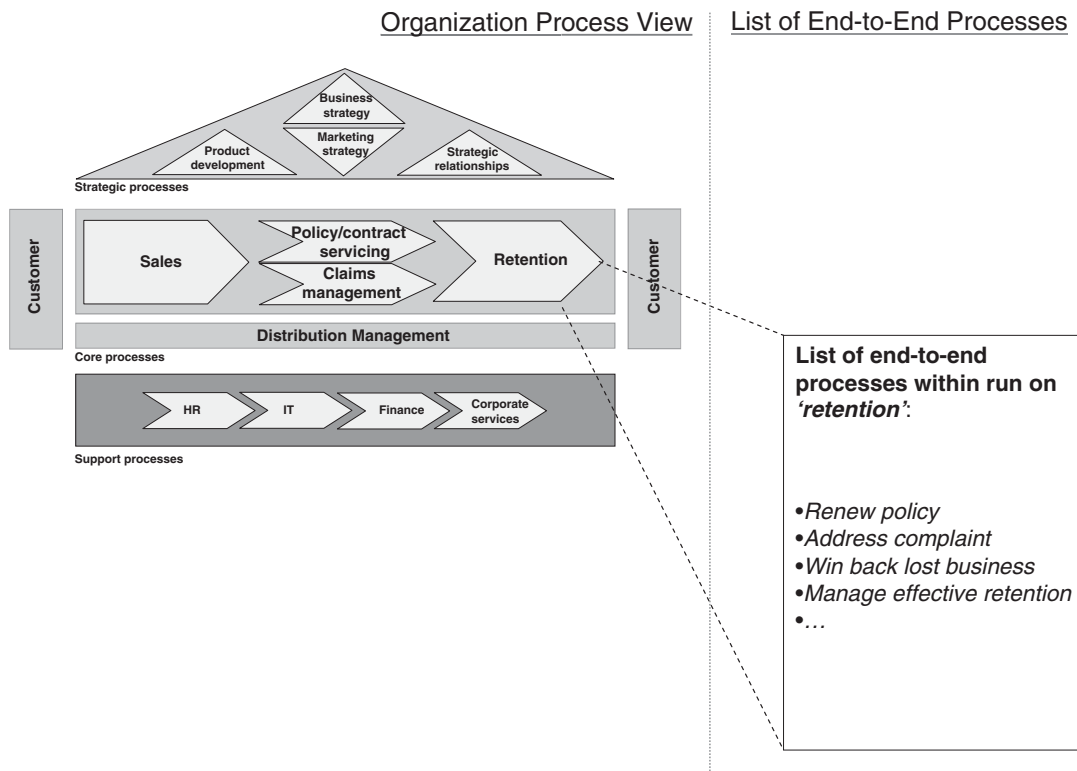 Organization Process View
List of End-to-End Processes
Business
strategy
Marketing
strategy
Product
development
Strategic
relationships
Strategic processes
Customer
Sales
Policy/contract
servicing
Claims
management
Retention
Customer
Distribution Management
Core processes
HR
IT
Finance
Corporate
services
Support processes
List of end-to-end
processes within run on
‘retention’:
•Renew policy
•Address complaint
•Win back lost business
•Manage effective retention
•…